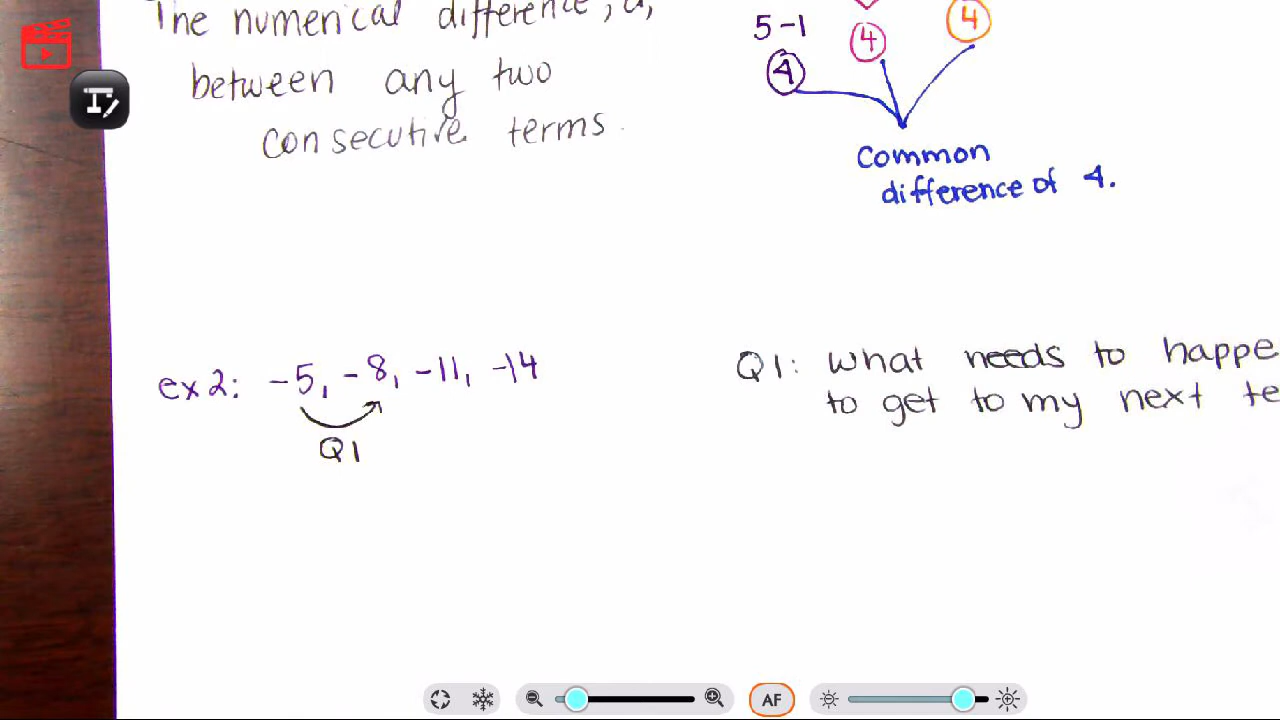 The numerical difference, d,
between any two
consecutive terms.
5-1
4 4 4
Common
difference of 4.
ex 2: -5, -8, -11, -14
Q1
Q1: What needs to happe
to get to my next te
AF